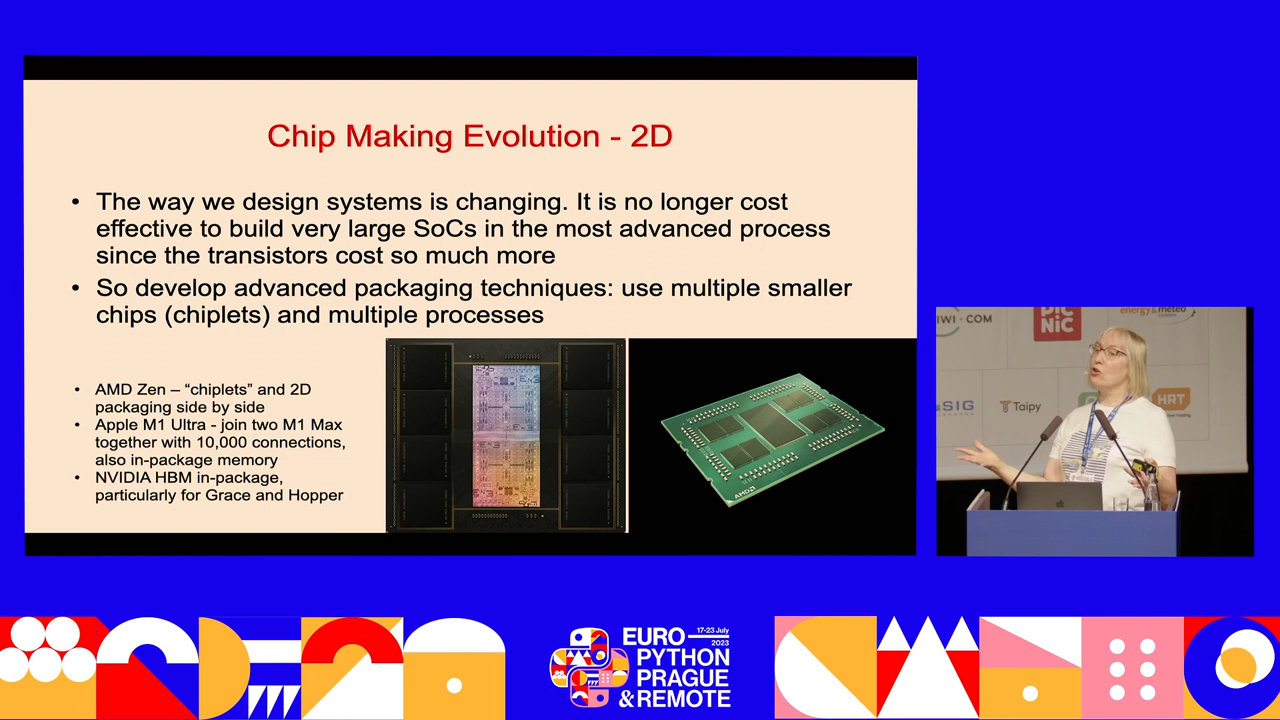 Chip Making Evolution - 2D
• The way we design systems is changing. It is no longer cost
effective to build very large SoCs in the most advanced process
since the transistors cost so much more
• So develop advanced packaging techniques: use multiple smaller
chips (chiplets) and multiple processes
• AMD Zen – “chiplets” and 2D
packaging side by side
• Apple M1 Ultra - join two M1 Max
together with 10,000 connections,
also in-package memory
• NVIDIA HBM in-package,
particularly for Grace and Hopper
AMD
IWI•COM
PIC
NiC
energy & meteo
systems
SIG
Taipy
HRT
EURO
17-23 July
2023
PYTHON
PRAGUE
& REMOTE